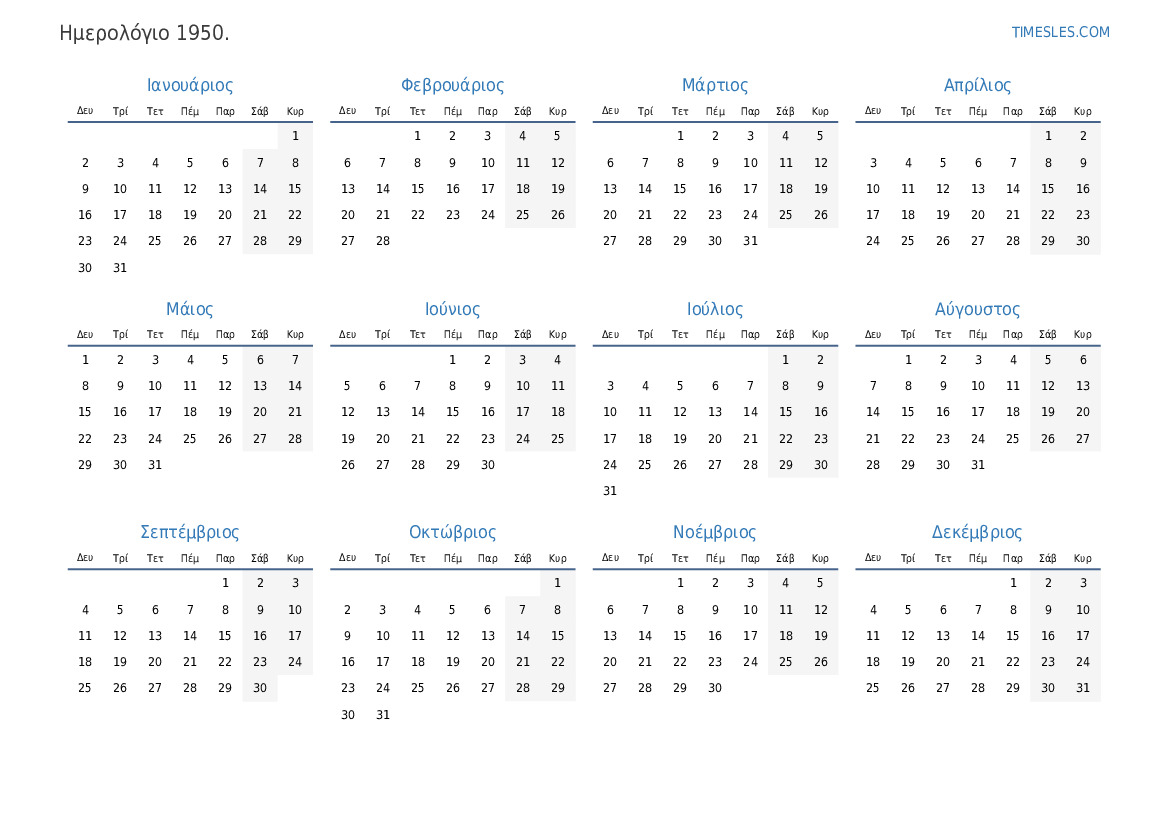 Ημερολόγιο 1950. TIMESLES.COM
Ιανουάριος Φεβρουάριος Μάρτιος Απρίλιος
Δευ Τρί Τετ Πέμ Παρ Σάβ Κυρ Δευ Τρί Τετ Πέμ Παρ Σάβ Κυρ Δευ Τρί Τετ Πέμ Παρ Σάβ Κυρ Δευ Τρί Τετ Πέμ Παρ Σάβ Κυρ
1 1 2 3 4 5 1 2 3 4 5 1 2
2 3 4 5 6 7 8 6 7 8 9 10 11 12 6 7 8 9 10 11 12 3 4 5 6 7 8 9
9 10 11 12 13 14 15 13 14 15 16 17 18 19 13 14 15 16 17 18 19 10 11 12 13 14 15 16
16 17 18 19 20 21 22 20 21 22 23 24 25 26 20 21 22 23 24 25 26 17 18 19 20 21 22 23
23 24 25 26 27 28 29 27 28 27 28 29 30 31 24 25 26 27 28 29 30
30 31
Μάιος Ιούνιος Ιούλιος Αύγουστος
Δευ Τρί Τετ Πέμ Παρ Σάβ Κυρ Δευ Τρί Τετ Πέμ Παρ Σάβ Κυρ Δευ Τρί Τετ Πέμ Παρ Σάβ Κυρ Δευ Τρί Τετ Πέμ Παρ Σάβ Κυρ
1 2 3 4 5 6 7 1 2 3 4 1 2 1 2 3 4 5 6
8 9 10 11 12 13 14 5 6 7 8 9 10 11 3 4 5 6 7 8 9 7 8 9 10 11 12 13
15 16 17 18 19 20 21 12 13 14 15 16 17 18 10 11 12 13 14 15 16 14 15 16 17 18 19 20
22 23 24 25 26 27 28 19 20 21 22 23 24 25 17 18 19 20 21 22 23 21 22 23 24 25 26 27
29 30 31 26 27 28 29 30 24 25 26 27 28 29 30 28 29 30 31
31
Σεπτέμβριος Οκτώβριος Νοέμβριος Δεκέμβριος
Δευ Τρί Τετ Πέμ Παρ Σάβ Κυρ Δευ Τρί Τετ Πέμ Παρ Σάβ Κυρ Δευ Τρί Τετ Πέμ Παρ Σάβ Κυρ Δευ Τρί Τετ Πέμ Παρ Σάβ Κυρ
1 2 3 1 1 2 3 4 5 1 2 3
4 5 6 7 8 9 10 2 3 4 5 6 7 8 6 7 8 9 10 11 12 4 5 6 7 8 9 10
11 12 13 14 15 16 17 9 10 11 12 13 14 15 13 14 15 16 17 18 19 11 12 13 14 15 16 17
18 19 20 21 22 23 24 16 17 18 19 20 21 22 20 21 22 23 24 25 26 18 19 20 21 22 23 24
25 26 27 28 29 30 23 24 25 26 27 28 29 27 28 29 30 25 26 27 28 29 30 31
30 31